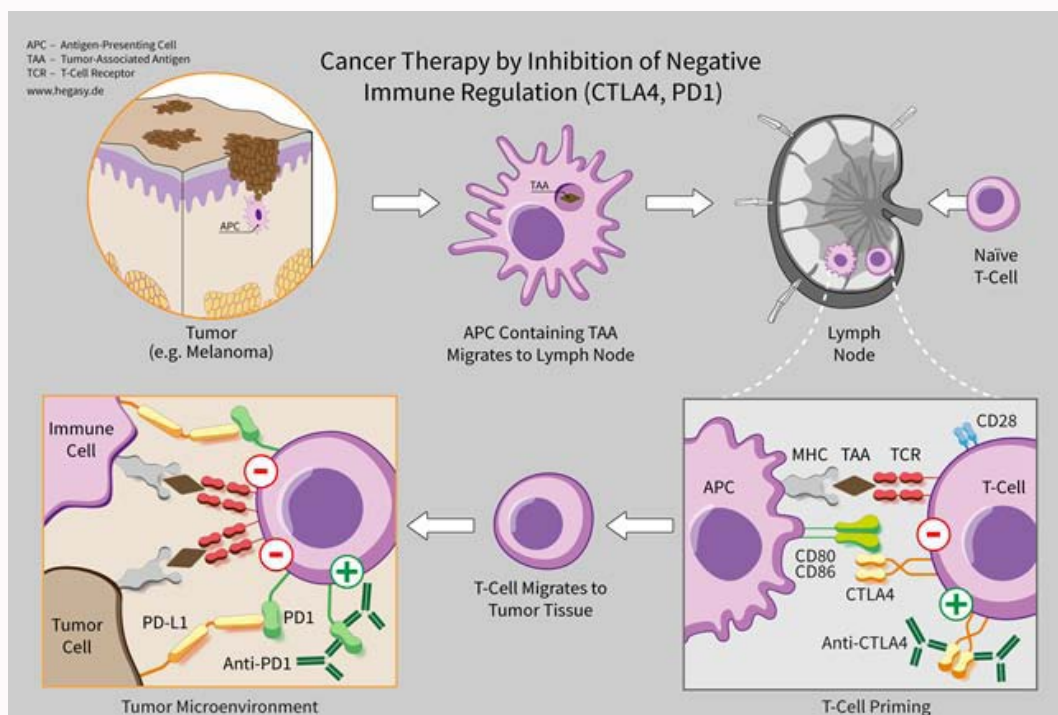 APC – Antigen-Presenting Cell
TAA – Tumor-Associated Antigen
TCR – T-Cell Receptor
www.hegasy.de
Cancer Therapy by Inhibition of Negative
Immune Regulation (CTLA4, PD1)
APC
Tumor
(e.g. Melanoma)
TAA
APC Containing TAA
Migrates to Lymph Node
Lymph
Node
Naïve
T-Cell
Immune
Cell
PD-L1
PD1
Tumor
Cell
Anti-PD1
Tumor Microenvironment
T-Cell Migrates to
Tumor Tissue
CD28
MHC
TAA
TCR
APC
T-Cell
CD80
CD86
CTLA4
Anti-CTLA4
T-Cell Priming